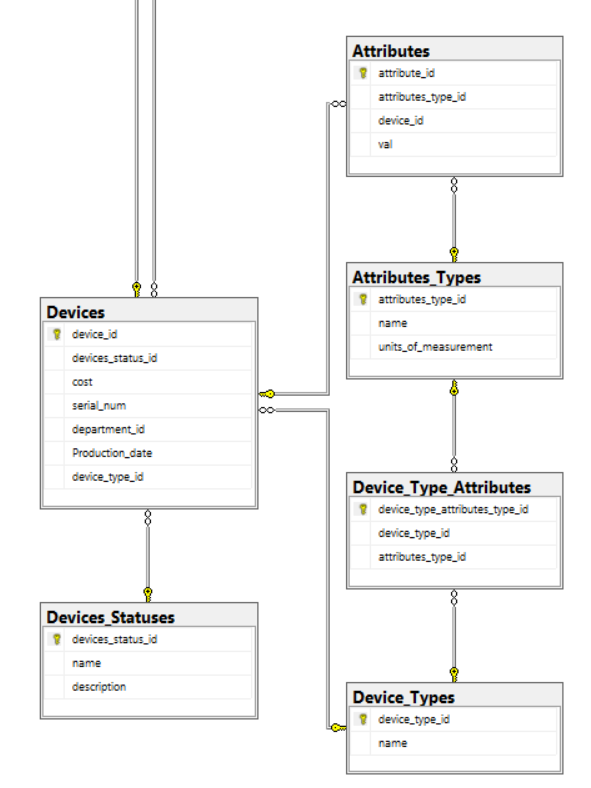 Attributes
attribute_id
attributes_type_id
device_id
val
Attributes_Types
attributes_type_id
name
units_of_measurement
Devices
device_id
devices_status_id
cost
serial_num
department_id
Production_date
device_type_id
Device_Type_Attributes
device_type_attributes_type_id
device_type_id
attributes_type_id
Devices_Statuses
devices_status_id
name
description
Device_Types
device_type_id
name